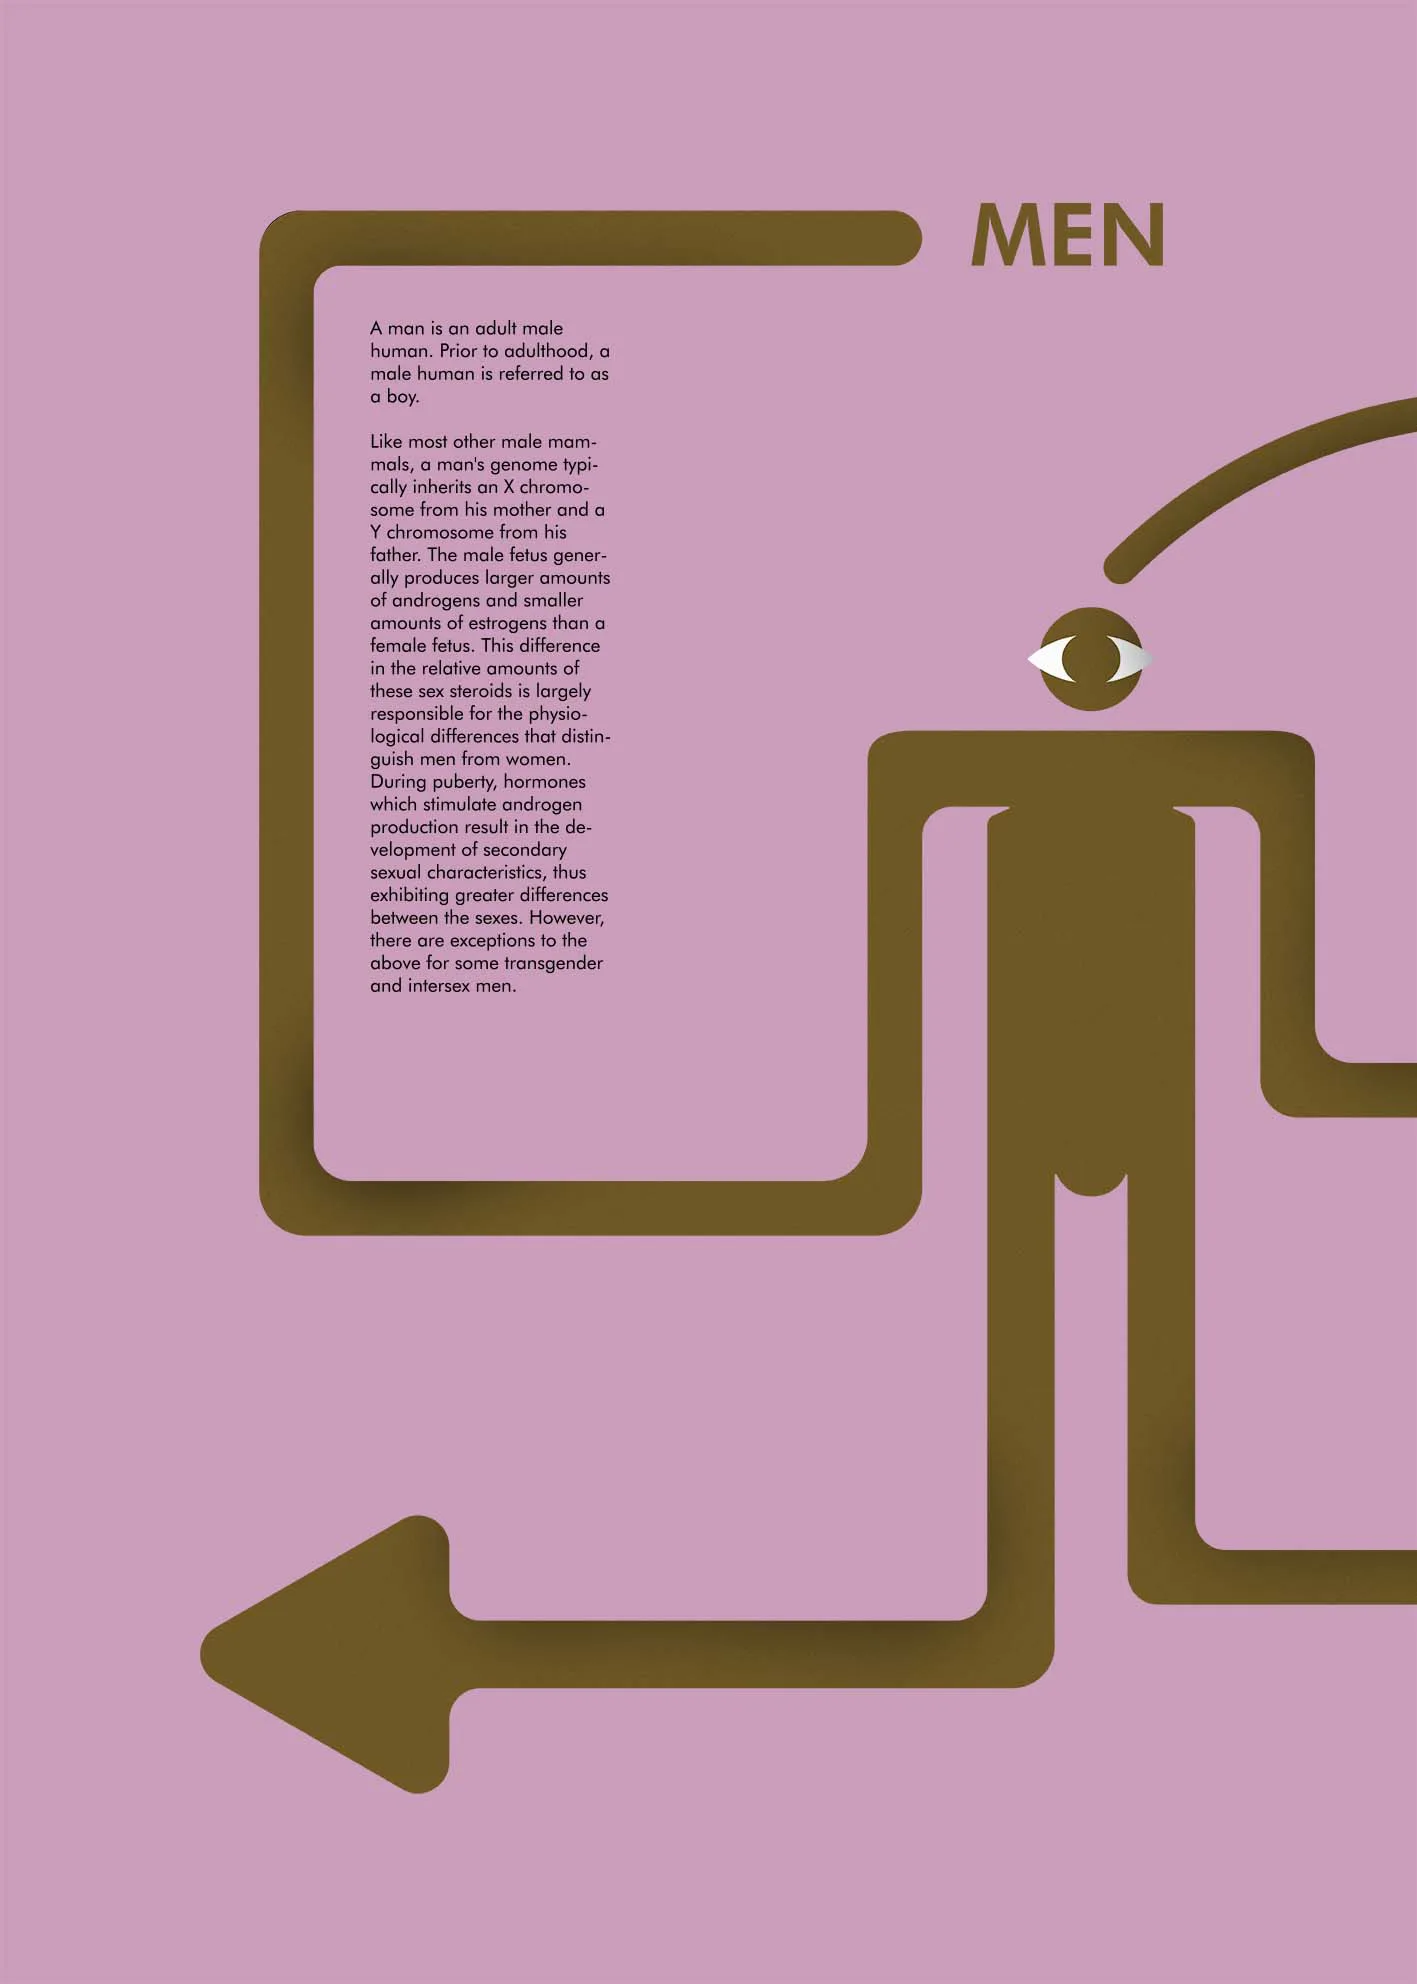 MEN
A man is an adult male
human. Prior to adulthood, a
male human is referred to as
a boy.
Like most other male mam-
mals, a man's genome typi-
cally inherits an X chromo-
some from his mother and a
Y chromosome from his
father. The male fetus gener-
ally produces larger amounts
of androgens and smaller
amounts of estrogens than a
female fetus. This difference
in the relative amounts of
these sex steroids is largely
responsible for the physio-
logical differences that distin-
guish men from women.
During puberty, hormones
which stimulate androgen
production result in the de-
velopment of secondary
sexual characteristics, thus
exhibiting greater differences
between the sexes. However,
there are exceptions to the
above for some transgender
and intersex men.